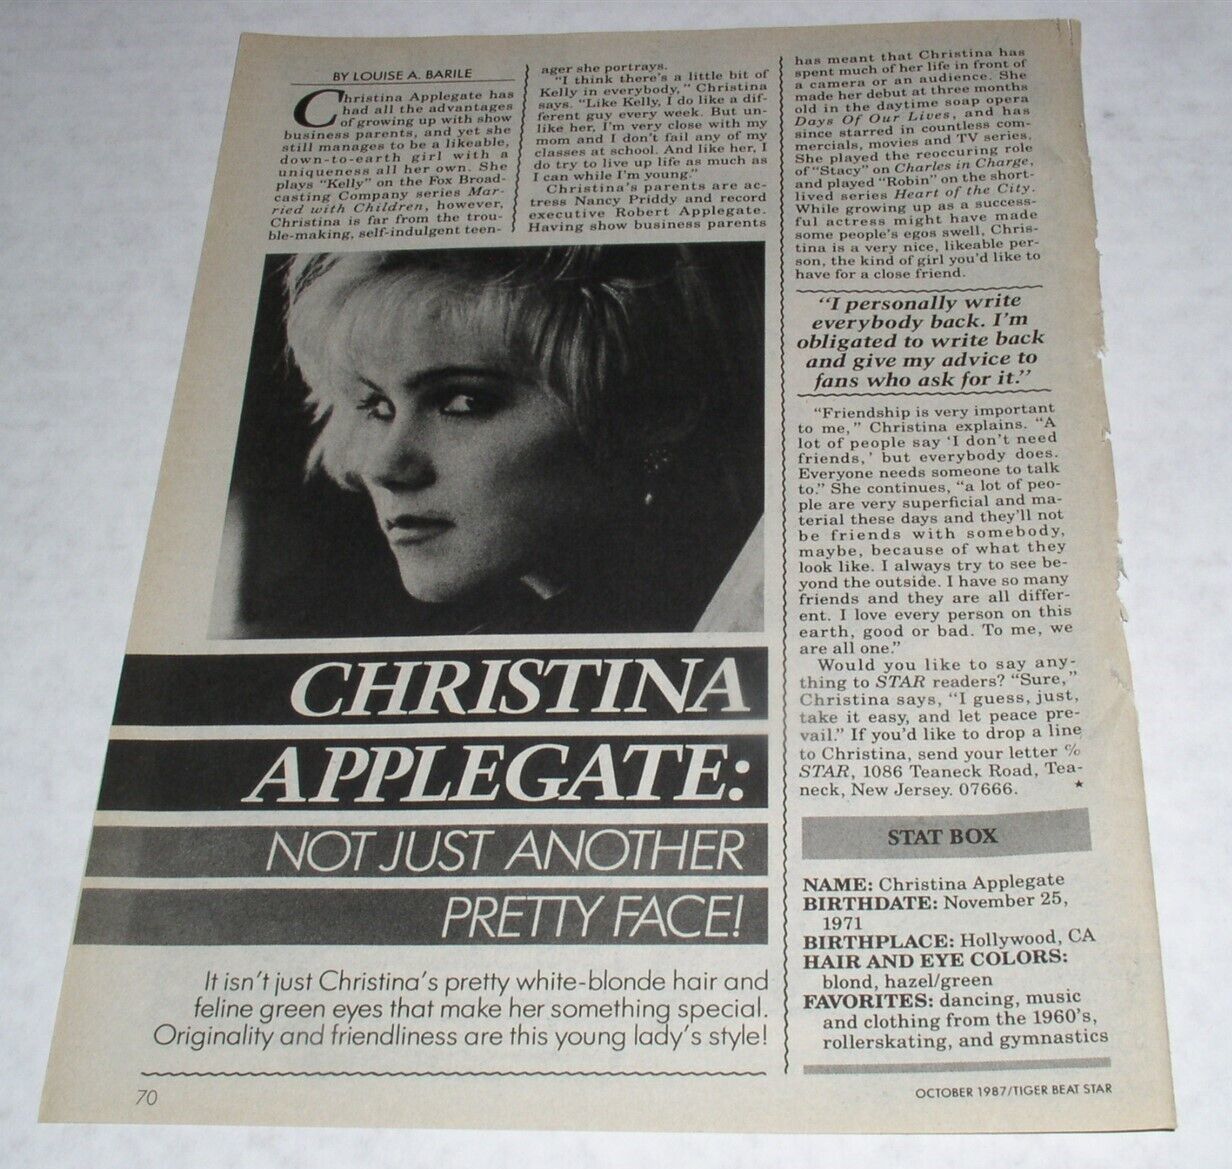 BY LOUISE A. BARILE
Christina Applegate has
had all the advantages
of growing up with show
business parents, and yet she
still manages to be a likeable,
down-to-earth girl with a
uniqueness all her own. She
plays "Kelly" on the Fox Broad-
casting Company series Mar-
ried with Children, however,
Christina is far from the trou-
ble-making, self-indulgent teen-
ager she portrays.
"I think there's a little bit of
Kelly in everybody," Christina
says. "Like Kelly, I do like a dif-
ferent guy every week. But un-
like her, I'm very close with my
mom and I don't fail any of my
classes at school. And like her, I
do try to live up life as much as
I can while I'm young."
Christina's parents are ac-
tress Nancy Priddy and record
executive Robert Applegate.
Having show business parents
has meant that Christina has
spent much of her life in front of
a camera or an audience. She
made her debut at three months
old in the daytime soap opera
Days Of Our Lives, and has
since starred in countless com-
mercials, movies and TV series.
She played the reoccuring role
of "Stacy" on Charles in Charge,
and played "Robin" on the short-
lived series Heart of the City.
While growing up as a success-
ful actress might have made
some people's egos swell, Chris-
tina is a very nice, likeable per-
son, the kind of girl you'd like to
have for a close friend.
"I personally write
everybody back. I'm
obligated to write back
and give my advice to
fans who ask for it."
"Friendship is very important
to me," Christina explains. "A
lot of people say 'I don't need
friends,' but everybody does.
Everyone needs someone to talk
to." She continues, "a lot of peo-
ple are very superficial and ma-
terial these days and they'll not
be friends with somebody,
maybe, because of what they
look like. I always try to see be-
yond the outside. I have so many
friends and they are all differ-
ent. I love every person on this
earth, good or bad. To me, we
are all one."
Would you like to say any-
thing to STAR readers? "Sure,"
Christina says, "I guess, just,
take it easy, and let peace pre-
vail." If you'd like to drop a line
to Christina, send your letter %
STAR, 1086 Teaneck Road, Tea-
neck, New Jersey. 07666. ★
CHRISTINA
APPLEGATE:
NOT JUST ANOTHER
PRETTY FACE!
It isn't just Christina's pretty white-blonde hair and
feline green eyes that make her something special.
Originality and friendliness are this young lady's style!
STAT BOX
NAME: Christina Applegate
BIRTHDATE: November 25,
1971
BIRTHPLACE: Hollywood, CA
HAIR AND EYE COLORS:
blond, hazel/green
FAVORITES: dancing, music
and clothing from the 1960's,
rollerskating, and gymnastics
70
OCTOBER 1987/TIGER BEAT STAR